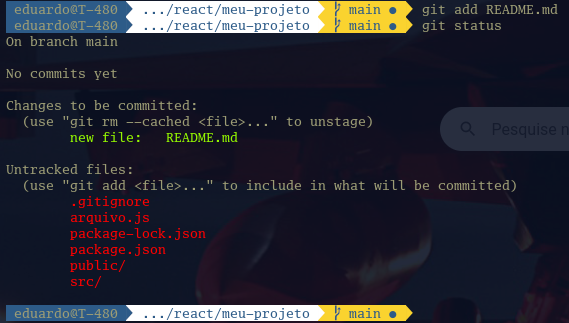 eduardo@T-480 .../react/meu-projeto main ● git add README.md
eduardo@T-480 .../react/meu-projeto main ● git status
On branch main
No commits yet
Changes to be committed:
(use "git rm --cached <file>..." to unstage)
new file: README.md
Pesquise n
Untracked files:
(use "git add <file>..." to include in what will be committed)
.gitignore
arquivo.js
package-lock.json
package.json
public/
src/
eduardo@T-480 .../react/meu-projeto main ●